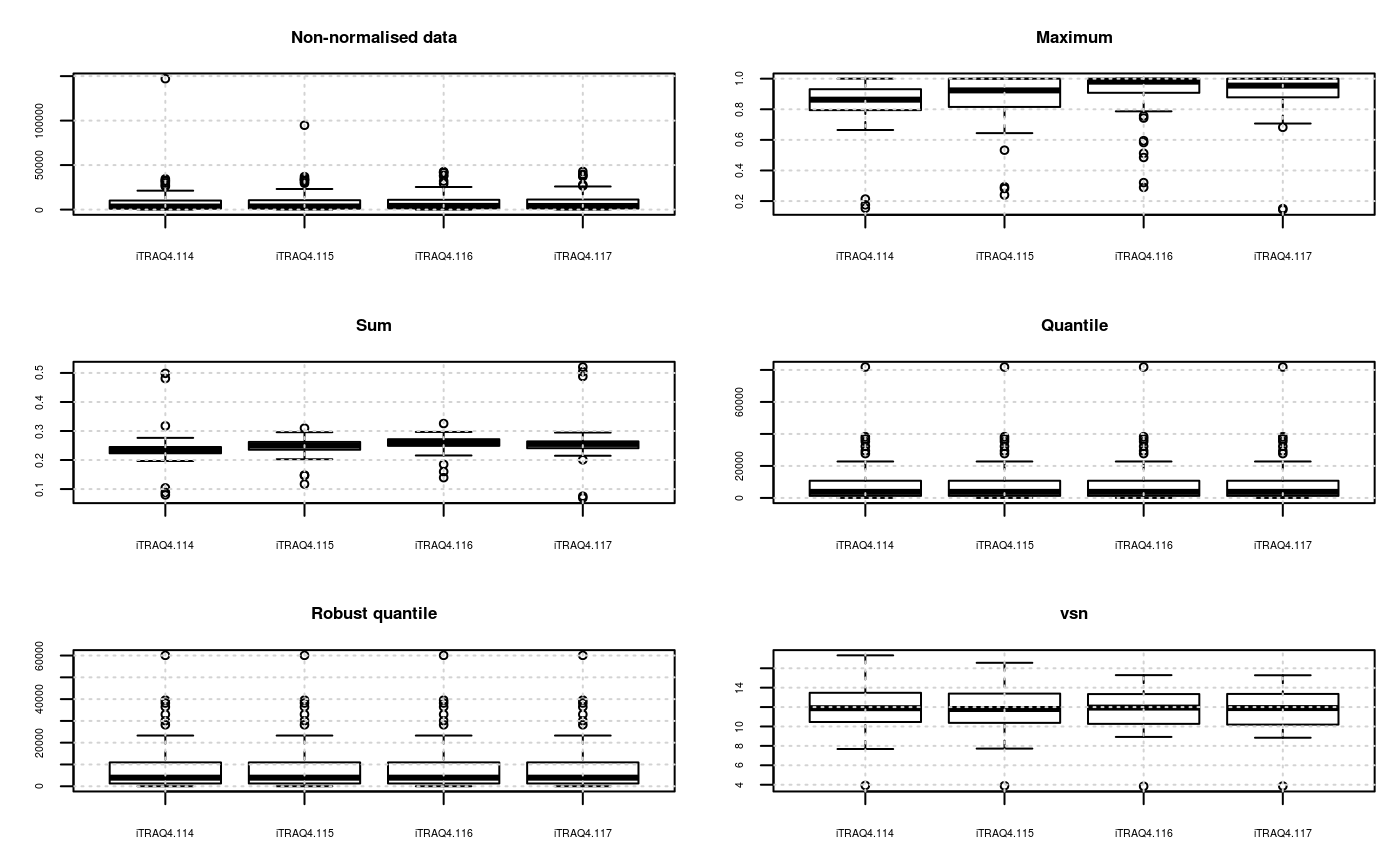 Non-normalised data
100000
50000
0
iTRAQ4.114 iTRAQ4.115 iTRAQ4.116 iTRAQ4.117
Maximum
1.0
0.8
0.6
0.4
0.2
iTRAQ4.114 iTRAQ4.115 iTRAQ4.116 iTRAQ4.117
Sum
0.5
0.4
0.3
0.2
0.1
iTRAQ4.114 iTRAQ4.115 iTRAQ4.116 iTRAQ4.117
Quantile
60000
20000
0
iTRAQ4.114 iTRAQ4.115 iTRAQ4.116 iTRAQ4.117
Robust quantile
60000
40000
20000
0
iTRAQ4.114 iTRAQ4.115 iTRAQ4.116 iTRAQ4.117
vsn
14
10
8
6
4
iTRAQ4.114 iTRAQ4.115 iTRAQ4.116 iTRAQ4.117